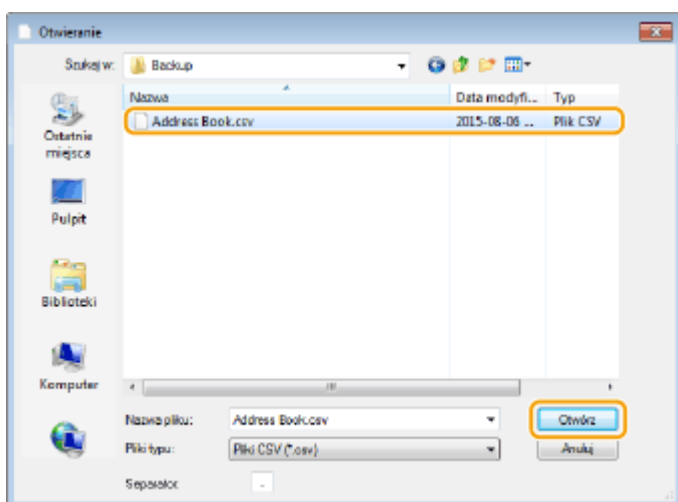 Otwieranie
Szukaj w: Backup
Nazwa Data modyfi... Typ
Address Book.csv 2015-08-06 ... Plik CSV
Ostatnie miejsca
Pulpit
Biblioteki
Komputer
Nazwa pliku: Address Book.csv Otwórz
Pliki typu: Pliki CSV (*.csv) Anuluj
Separator: